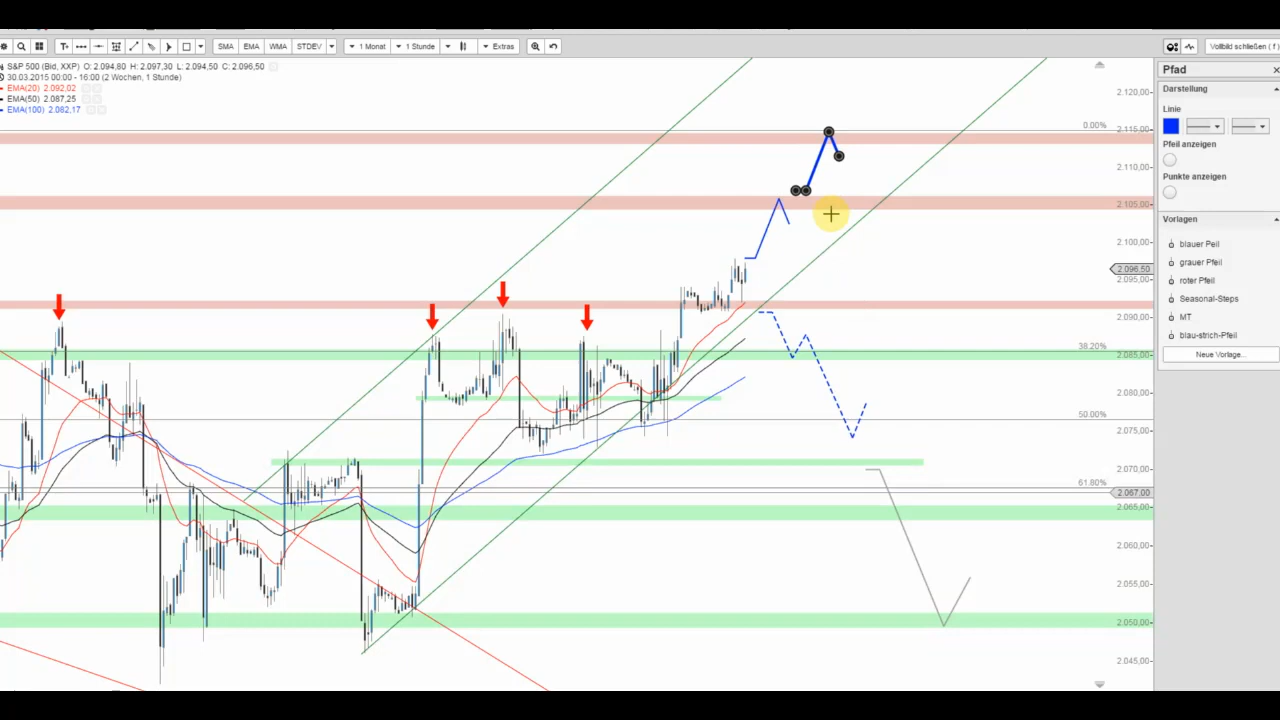 T
SMA EMA WMA STDEV 1 Monat 1 Stunde Extras Vollbild schließen ( f )
S&P 500 (Bid, XXP) O: 2.094,80 H: 2.097,30 L: 2.094,50 C: 2.096,50
30.03.2015 00:00 - 16:00 (2 Wochen, 1 Stunde)
EMA(20) 2.092,02
EMA(50) 2.087,25
EMA(100) 2.082,17
2.120,00
0.00%
2.115,00
2.110,00
2.105,00
2.100,00
2.096,50
2.095,00
2.090,00
38.20%
2.085,00
2.080,00
50.00%
2.075,00
2.070,00
61.80%
2.067,00
2.065,00
2.060,00
2.055,00
2.050,00
2.045,00
Pfad
Darstellung
Linie
Pfeil anzeigen
Punkte anzeigen
Vorlagen
blauer Peil
grauer Pfeil
roter Pfeil
Seasonal-Steps
MT
blau-strich-Pfeil
Neue Vorlage...